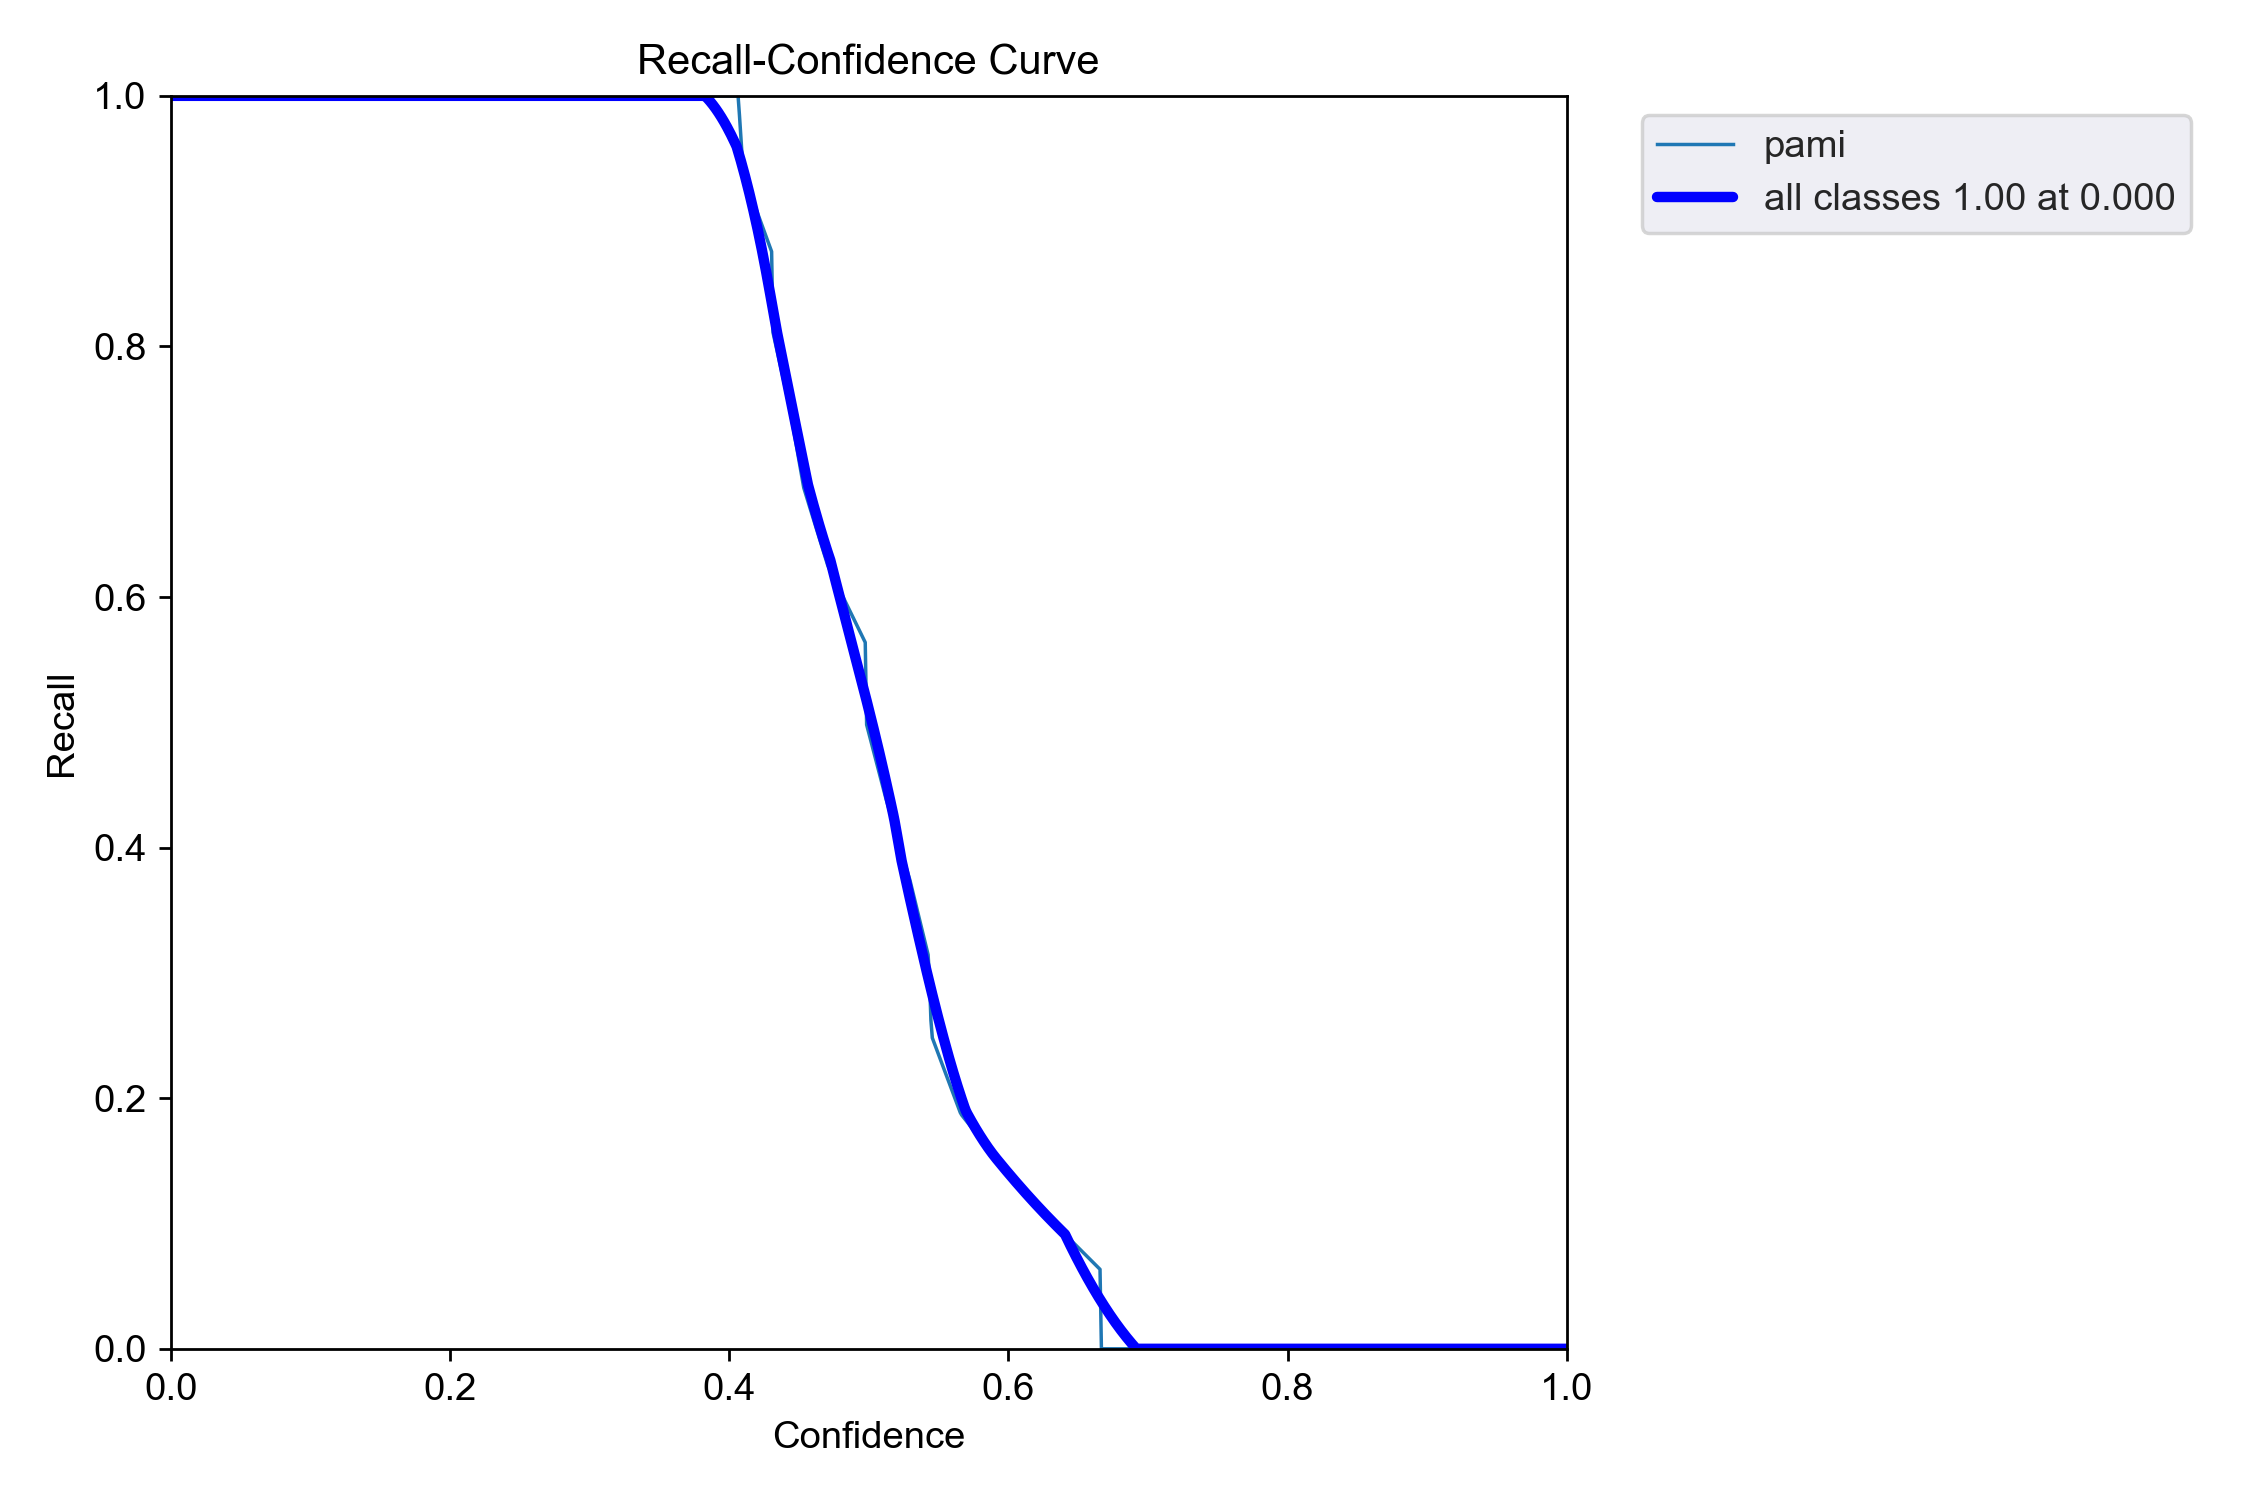 Recall-Confidence Curve
1.0
0.8
0.6
0.4
0.2
0.0
Recall
0.0 0.2 0.4 0.6 0.8 1.0
Confidence
pami
all classes 1.00 at 0.000